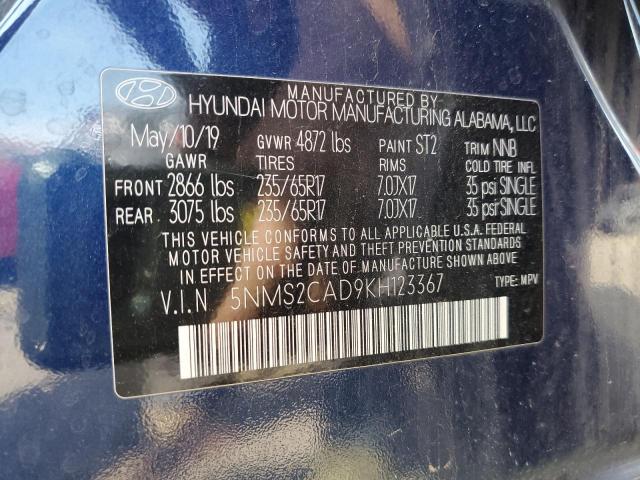 MANUFACTURED BY
HYUNDAI MOTOR MANUFACTURING ALABAMA, LLC
May/10/19 GVWR 4872 lbs PAINT ST2 TRIM NNB
GAWR TIRES RIMS COLD TIRE INFL
FRONT 2866 lbs 235/65R17 7.0JX17 35 psi SINGLE
REAR 3075 lbs 235/65R17 7.0JX17 35 psi SINGLE
THIS VEHICLE CONFORMS TO ALL APPLICABLE U.S.A. FEDERAL
MOTOR VEHICLE SAFETY AND THEFT PREVENTION STANDARDS
IN EFFECT ON THE DATE OF MANUFACTURE SHOWN ABOVE.
V.I.N 5NMS2CAD9KH123367 TYPE: MPV